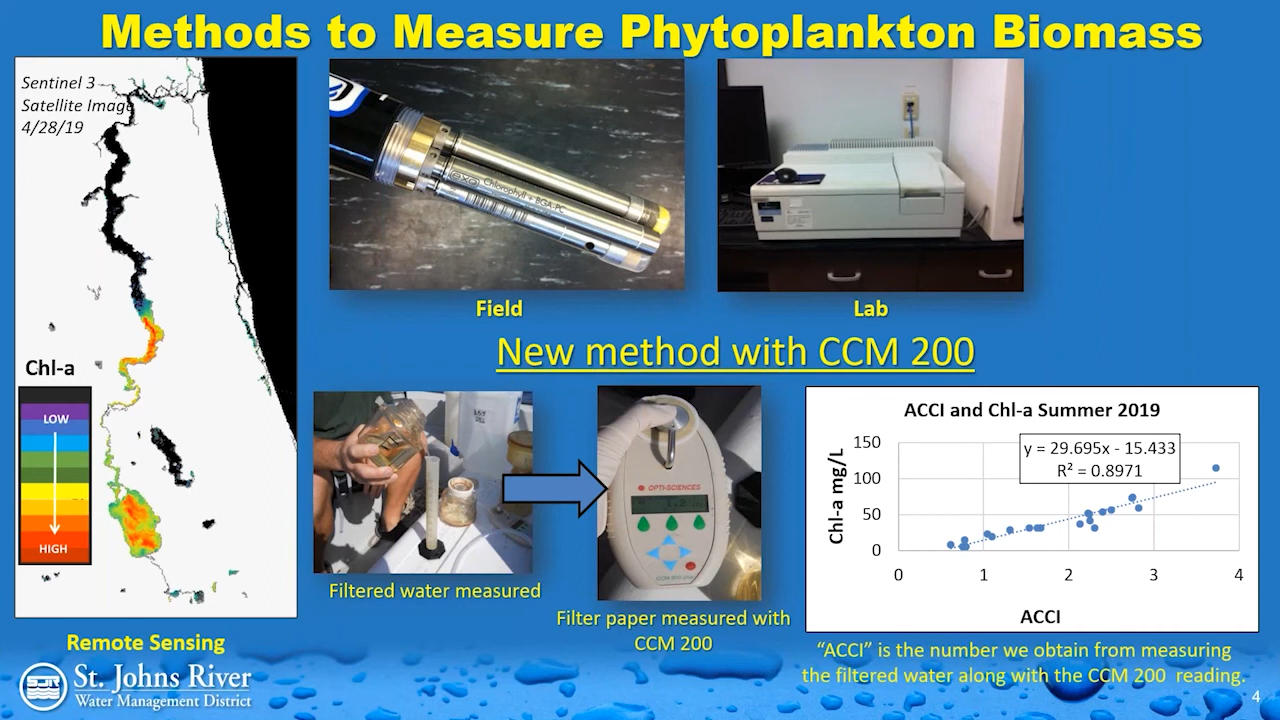 Methods to Measure Phytoplankton Biomass
Sentinel 3
Satellite Image
4/28/19
Chl-a
LOW
HIGH
Remote Sensing
exo Chlorophyll + BGA-PC
Field
Lab
New method with CCM 200
Filtered water measured
OPTI-SCIENCES
CCM 200 plus
Filter paper measured with
CCM 200
ACCI and Chl-a Summer 2019
y = 29.695x - 15.433
R² = 0.8971
Chl-a mg/L
150
100
50
0
0 1 2 3 4
ACCI
“ACCI” is the number we obtain from measuring
the filtered water along with the CCM 200 reading.
St. Johns River
Water Management District
4